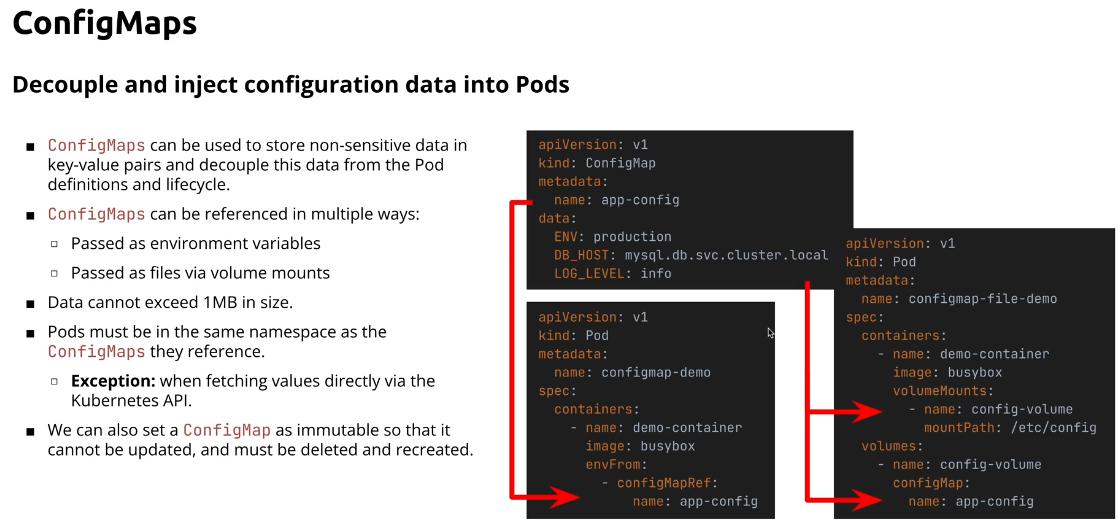 ConfigMaps
Decouple and inject configuration data into Pods
ConfigMaps can be used to store non-sensitive data in
key-value pairs and decouple this data from the Pod
definitions and lifecycle.
ConfigMaps can be referenced in multiple ways:
Passed as environment variables
Passed as files via volume mounts
Data cannot exceed 1MB in size.
Pods must be in the same namespace as the
ConfigMaps they reference.
Exception: when fetching values directly via the
Kubernetes API.
We can also set a ConfigMap as immutable so that it
cannot be updated, and must be deleted and recreated.
apiVersion: v1
kind: ConfigMap
metadata:
  name: app-config
data:
  ENV: production
  DB_HOST: mysql.db.svc.cluster.local
  LOG_LEVEL: info
apiVersion: v1
kind: Pod
metadata:
  name: configmap-demo
spec:
  containers:
    - name: demo-container
      image: busybox
      envFrom:
        - configMapRef:
            name: app-config
apiVersion: v1
kind: Pod
metadata:
  name: configmap-file-demo
spec:
  containers:
    - name: demo-container
      image: busybox
      volumeMounts:
        - name: config-volume
          mountPath: /etc/config
  volumes:
    - name: config-volume
      configMap:
        name: app-config